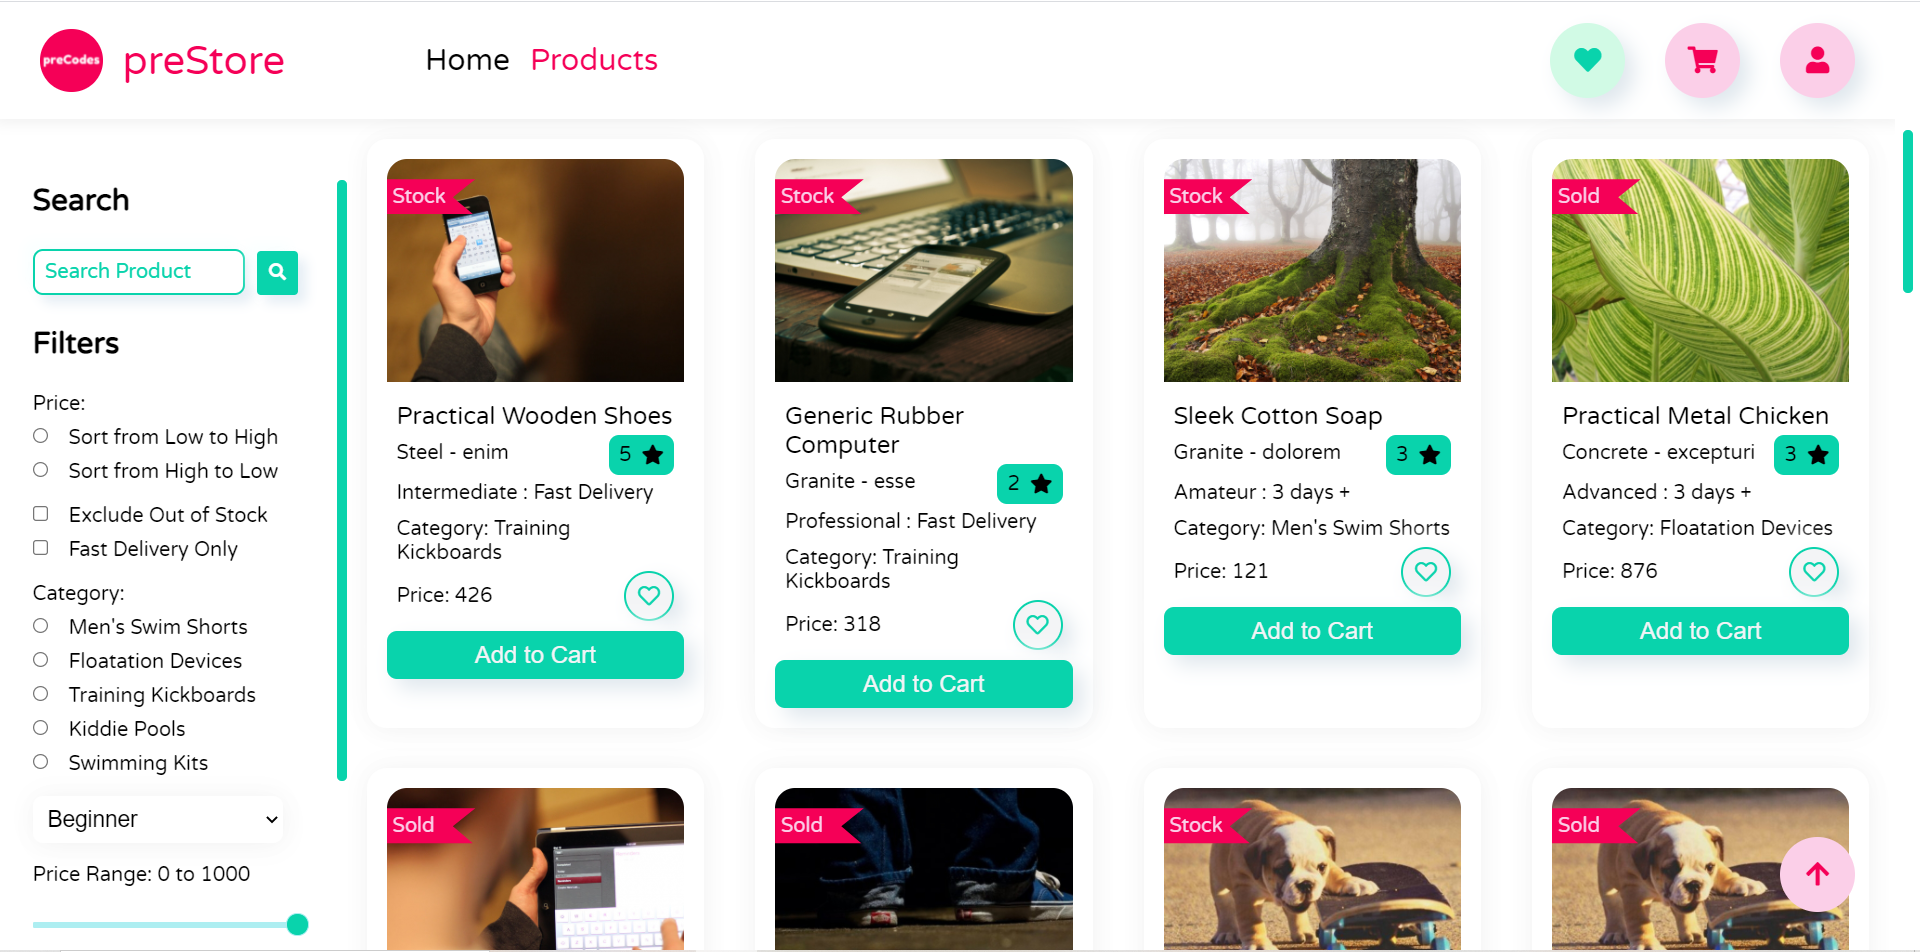 preCodes
preStore
Home
Products
Search
Search Product
Filters
Price:
Sort from Low to High
Sort from High to Low
Exclude Out of Stock
Fast Delivery Only
Category:
Men's Swim Shorts
Floatation Devices
Training Kickboards
Kiddie Pools
Swimming Kits
Beginner
Price Range: 0 to 1000
Stock
Practical Wooden Shoes
Steel - enim
5
Intermediate : Fast Delivery
Category: Training
Kickboards
Price: 426
Add to Cart
Stock
Generic Rubber
Computer
Granite - esse
2
Professional : Fast Delivery
Category: Training
Kickboards
Price: 318
Add to Cart
Stock
Sleek Cotton Soap
Granite - dolorem
3
Amateur : 3 days +
Category: Men's Swim Shorts
Price: 121
Add to Cart
Sold
Practical Metal Chicken
Concrete - excepturi
3
Advanced : 3 days +
Category: Floatation Devices
Price: 876
Add to Cart
Sold
Sold
Stock
Sold